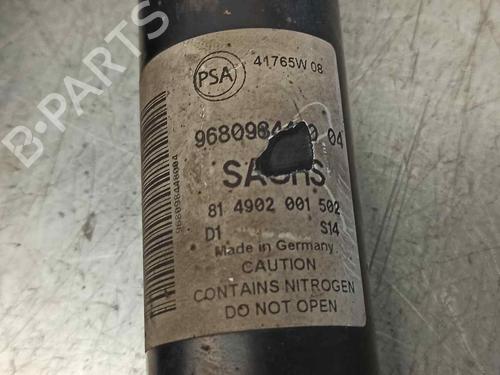 PSA
41765W 08
04
81 4902 001 502
D1 S14
Made in Germany
CAUTION
CONTAINS NITROGEN
DO NOT OPEN
B-PARTS